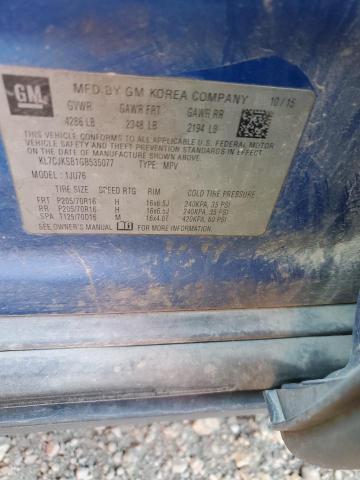 GM
MFD BY GM KOREA COMPANY 10/15
GVWR GAWR FRT GAWR RR
4286 LB 2348 LB 2194 LB
THIS VEHICLE CONFORMS TO ALL APPLICABLE U.S. FEDERAL MOTOR
VEHICLE SAFETY, BUMPER, AND THEFT PREVENTION STANDARDS IN
EFFECT ON THE DATE OF MANUFACTURE SHOWN ABOVE.
KL7CJKSB1GB535077 TYPE: MPV
MODEL: 1JU76
TIRE SIZE SPEED RTG RIM COLD TIRE PRESSURE
FRT P205/70R16 H 16x6.5J 240KPA, 35 PSI
RR P205/70R16 H 16x6.5J 240KPA, 35 PSI
SPA T125/70D16 M 16x4.0T 420KPA, 60 PSI
SEE OWNER'S MANUAL FOR ADDITIONAL INFORMATION.